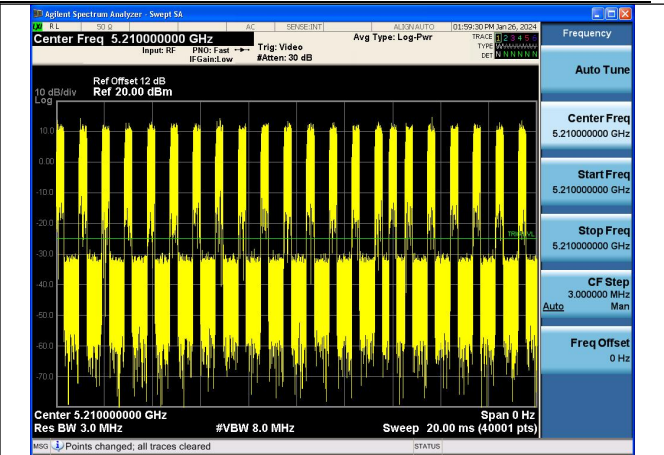 Agilent Spectrum Analyzer - Swept SA
RL 50 Ω AC SENSE:INT ALIGNAUTO 01:59:30 PM Jan 26, 2024
Center Freq 5.210000000 GHz
Input: RF PNO: Fast
IFGain:Low
Trig: Video
#Atten: 30 dB
Avg Type: Log-Pwr
TRACE 1 2 3 4 5 6
TYPE
DET N N N N N N
Ref Offset 12 dB
10 dB/div Ref 20.00 dBm
Log
10.0
0.00
-10.0
-20.0
-30.0
-40.0
-50.0
-60.0
-70.0
Center 5.210000000 GHz Span 0 Hz
Res BW 3.0 MHz #VBW 8.0 MHz Sweep 20.00 ms (40001 pts)
MSG Points changed; all traces cleared STATUS
Frequency
Auto Tune
Center Freq
5.210000000 GHz
Start Freq
5.210000000 GHz
Stop Freq
5.210000000 GHz
CF Step
3.000000 MHz
Auto Man
Freq Offset
0 Hz